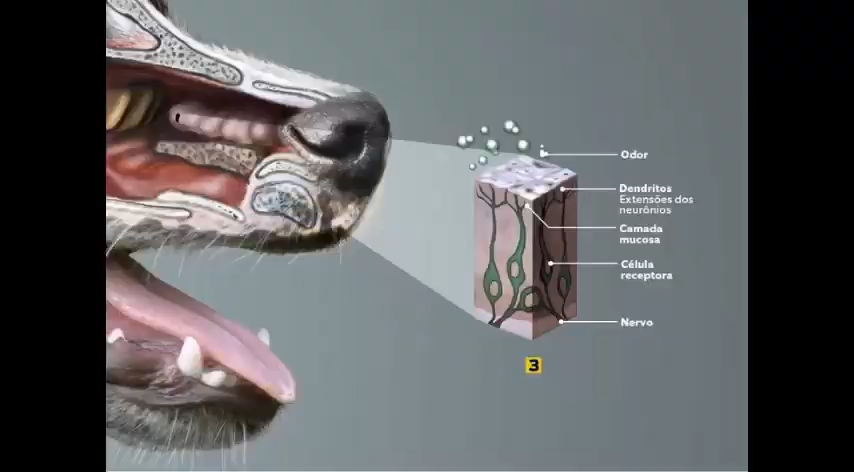 Odor
Dendritos
Extensões dos
neurônios
Camada
mucosa
Célula
receptora
Nervo
3